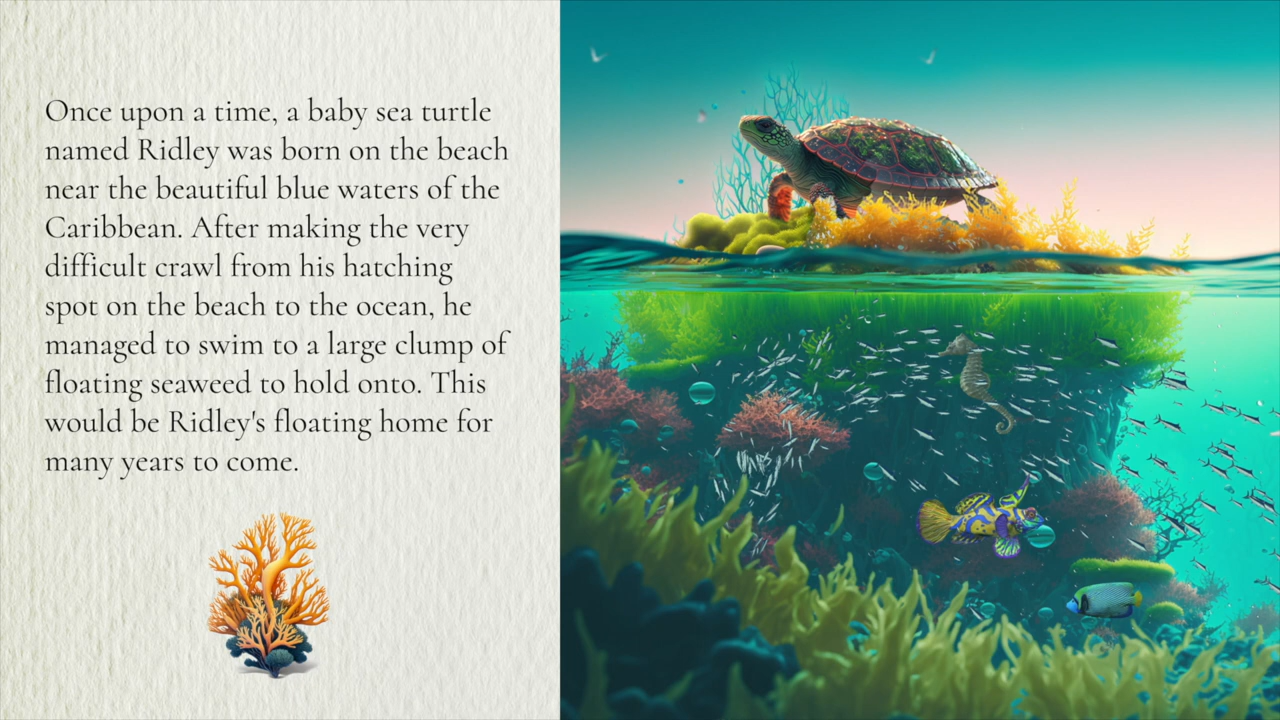 Once upon a time, a baby sea turtle
named Ridley was born on the beach
near the beautiful blue waters of the
Caribbean. After making the very
difficult crawl from his hatching
spot on the beach to the ocean, he
managed to swim to a large clump of
floating seaweed to hold onto. This
would be Ridley's floating home for
many years to come.